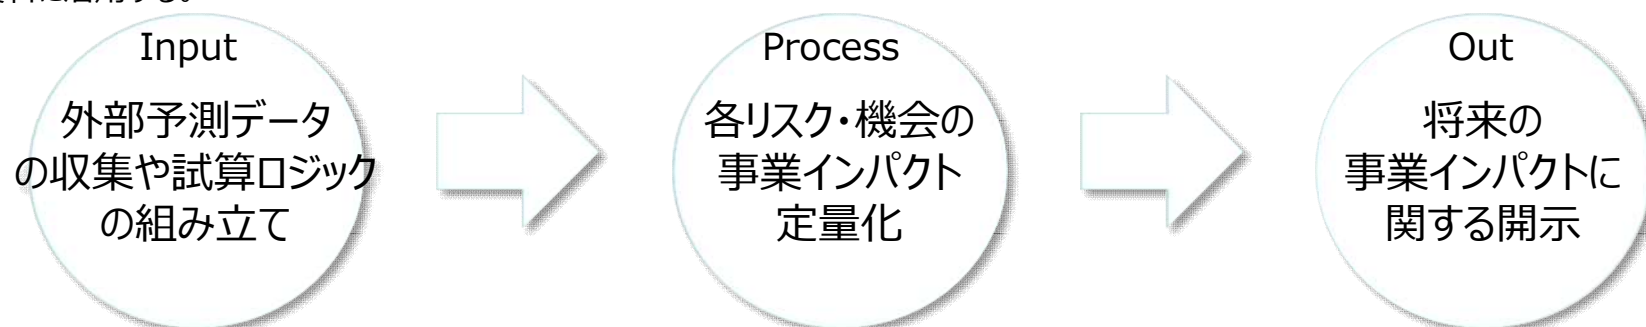 Input
外部予測データ
の収集や試算ロジック
の組み立て
Process
各リスク・機会の
事業インパクト
定量化
Out
将来の
事業インパクトに
関する開示